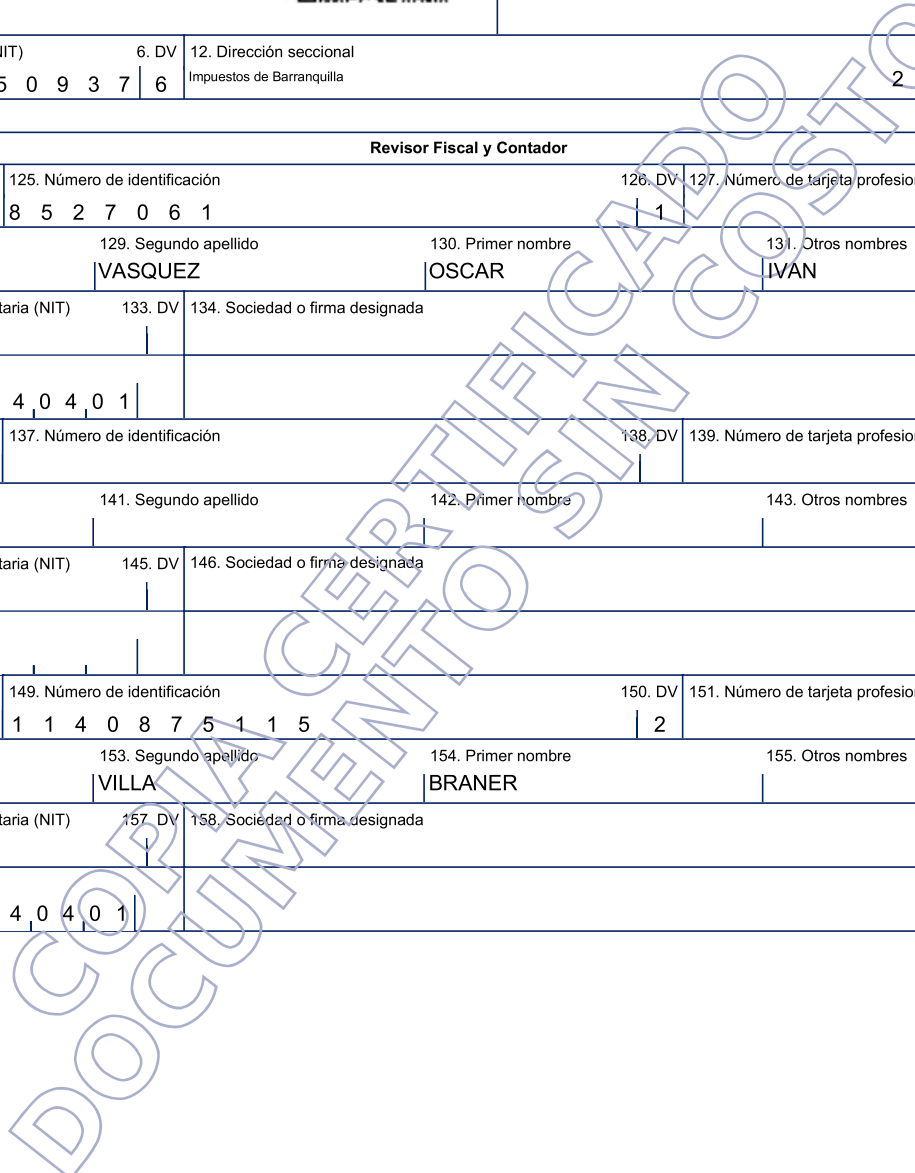 NIT) 6. DV 12. Dirección seccional
5 0 9 3 7 6 Impuestos de Barranquilla 2
Revisor Fiscal y Contador
125. Número de identificación 126. DV 127. Número de tarjeta profesio
8 5 2 7 0 6 1 1
129. Segundo apellido 130. Primer nombre 131. Otros nombres
VASQUEZ OSCAR IVAN
taria (NIT) 133. DV 134. Sociedad o firma designada
4 0 4 0 1
137. Número de identificación 138. DV 139. Número de tarjeta profesio
141. Segundo apellido 142. Primer nombre 143. Otros nombres
taria (NIT) 145. DV 146. Sociedad o firma designada
149. Número de identificación 150. DV 151. Número de tarjeta profesio
1 1 4 0 8 7 5 1 1 5 2
153. Segundo apellido 154. Primer nombre 155. Otros nombres
VILLA BRANER
taria (NIT) 157. DV 158. Sociedad o firma designada
4 0 4 0 1
COPIA CERTIFICADO
DOCUMENTO SIN COSTO